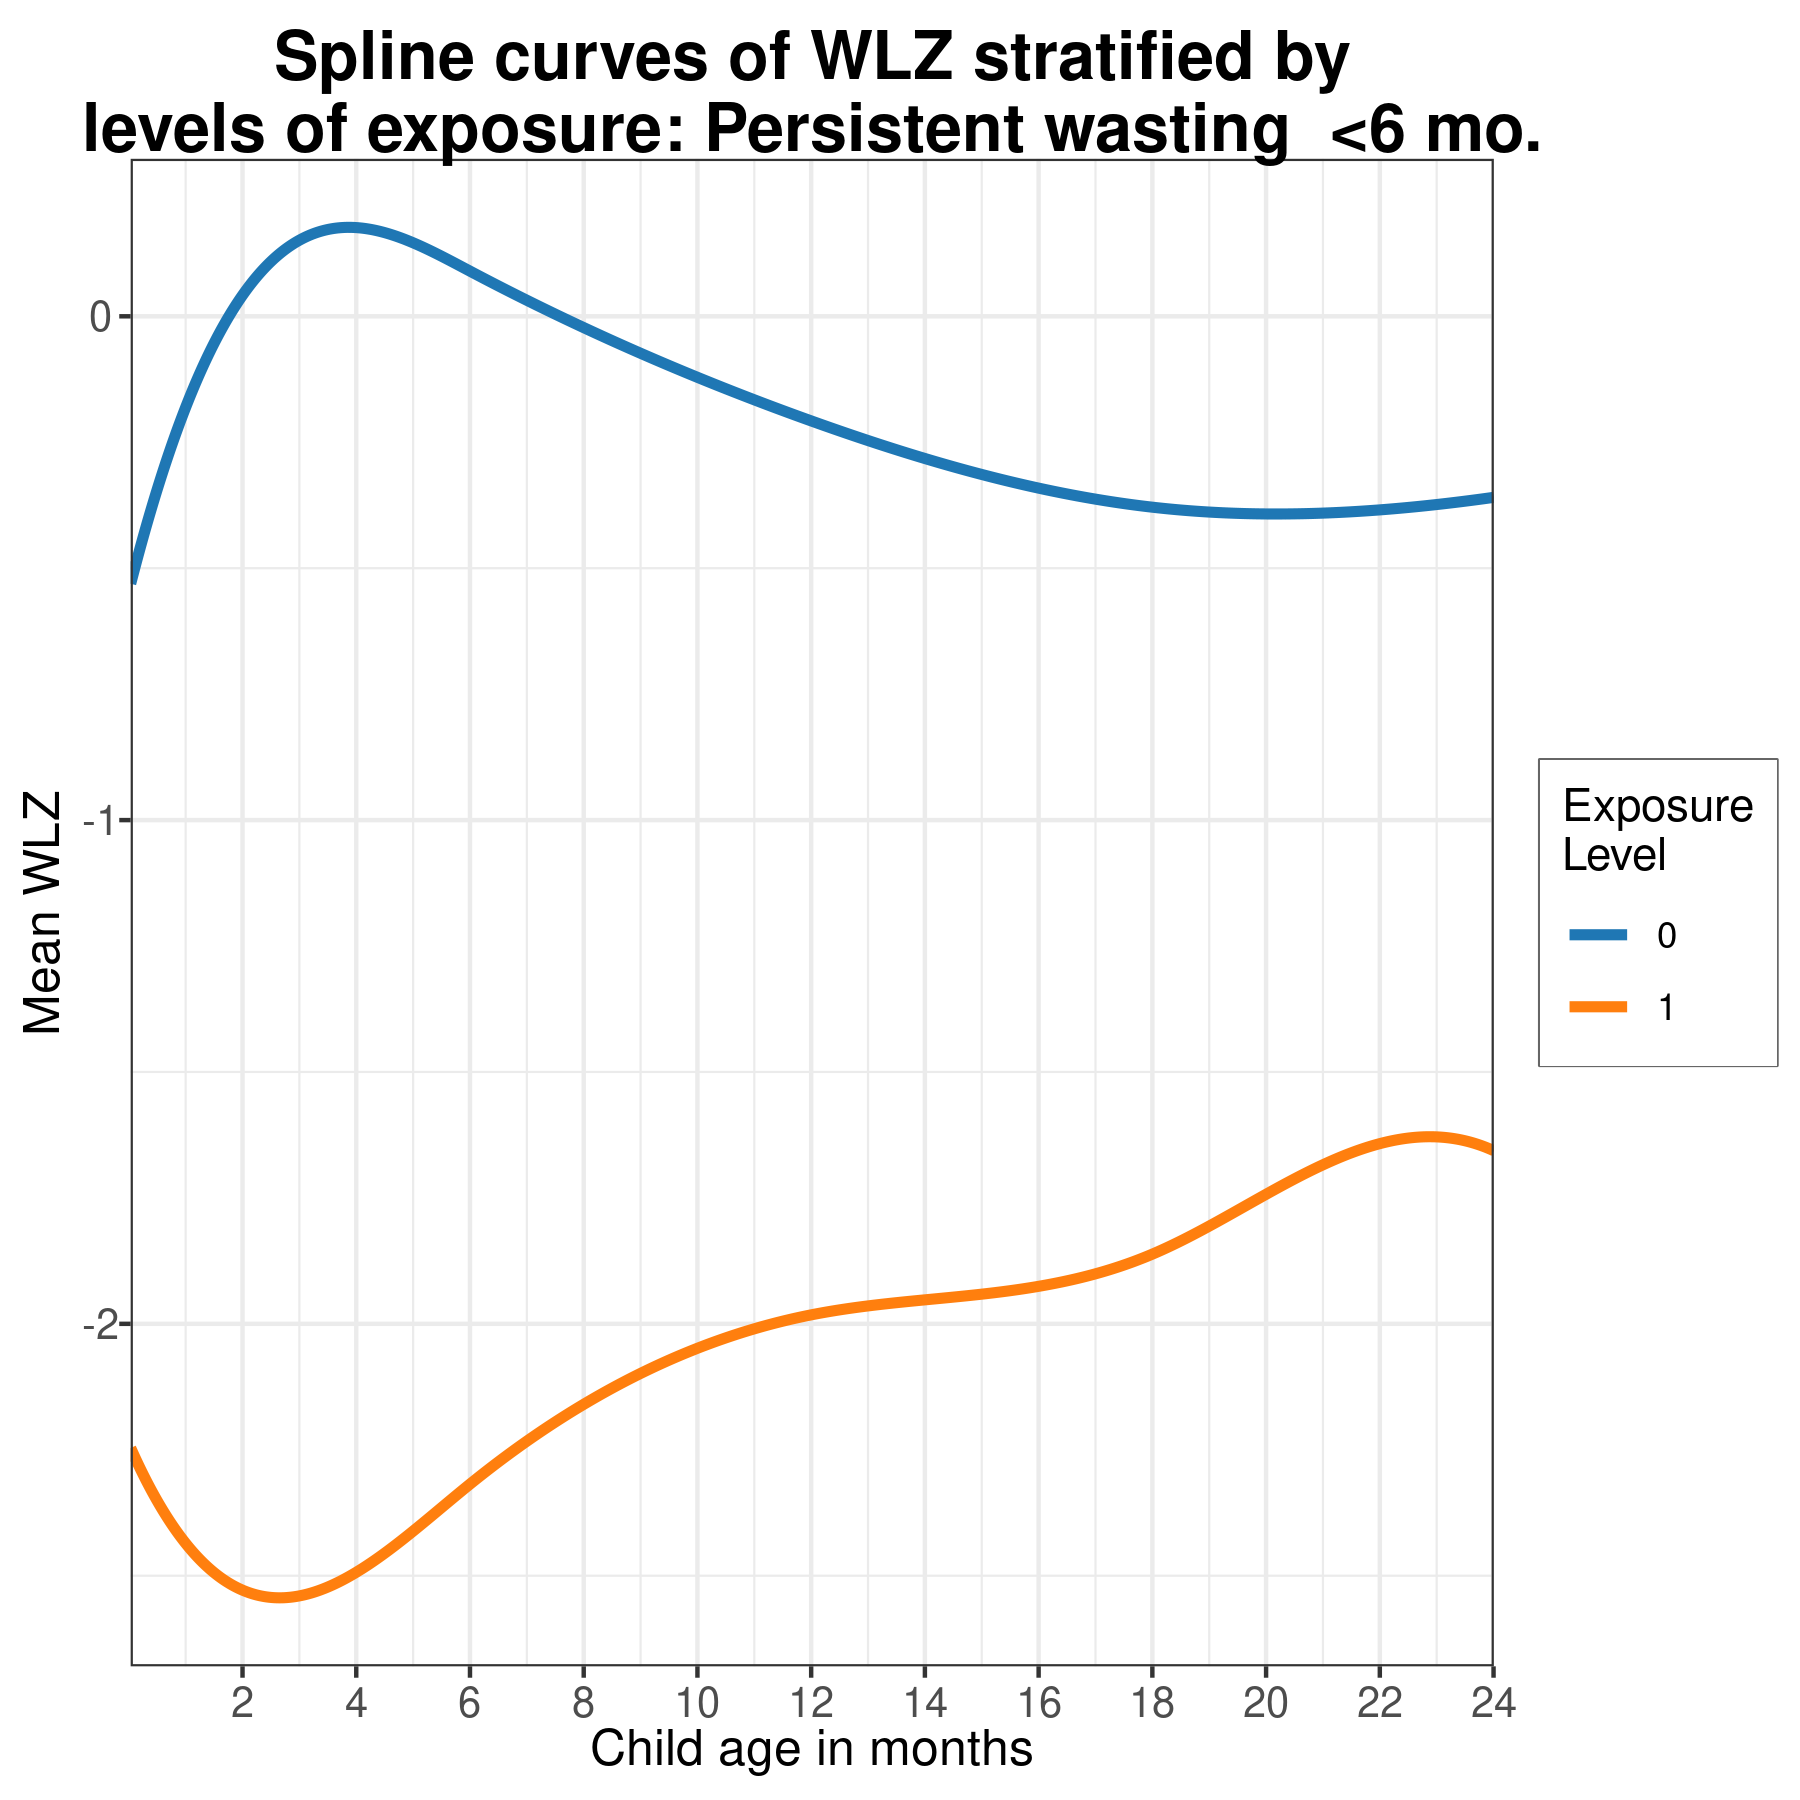 Spline curves of WLZ stratified by
levels of exposure: Persistent wasting  <6 mo.
0
-1
-2
Mean WLZ
2 4 6 8 10 12 14 16 18 20 22 24
Child age in months
Exposure
Level
0
1